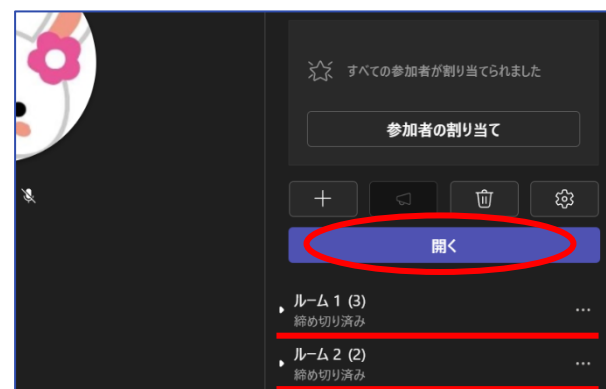 すべての参加者が割り当てられました
参加者の割り当て
開く
ルーム 1 (3)
締め切り済み
ルーム 2 (2)
締め切り済み